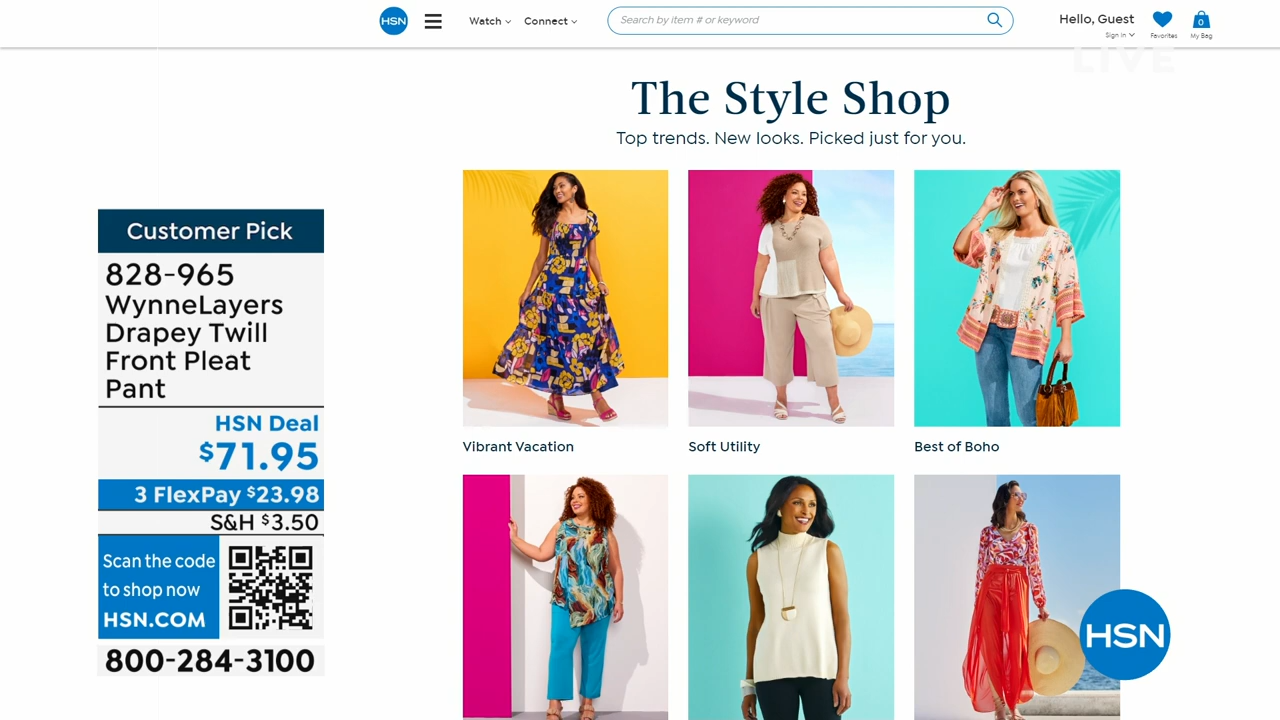 HSN
Watch
Connect
Search by item # or keyword
Hello, Guest
Sign In
Favorites
0
My Bag
LIVE
The Style Shop
Top trends. New looks. Picked just for you.
Customer Pick
828-965
WynneLayers
Drapey Twill
Front Pleat
Pant
HSN Deal
$71.95
3 FlexPay $23.98
S&H $3.50
Scan the code
to shop now
HSN.COM
800-284-3100
Vibrant Vacation
Soft Utility
Best of Boho
HSN